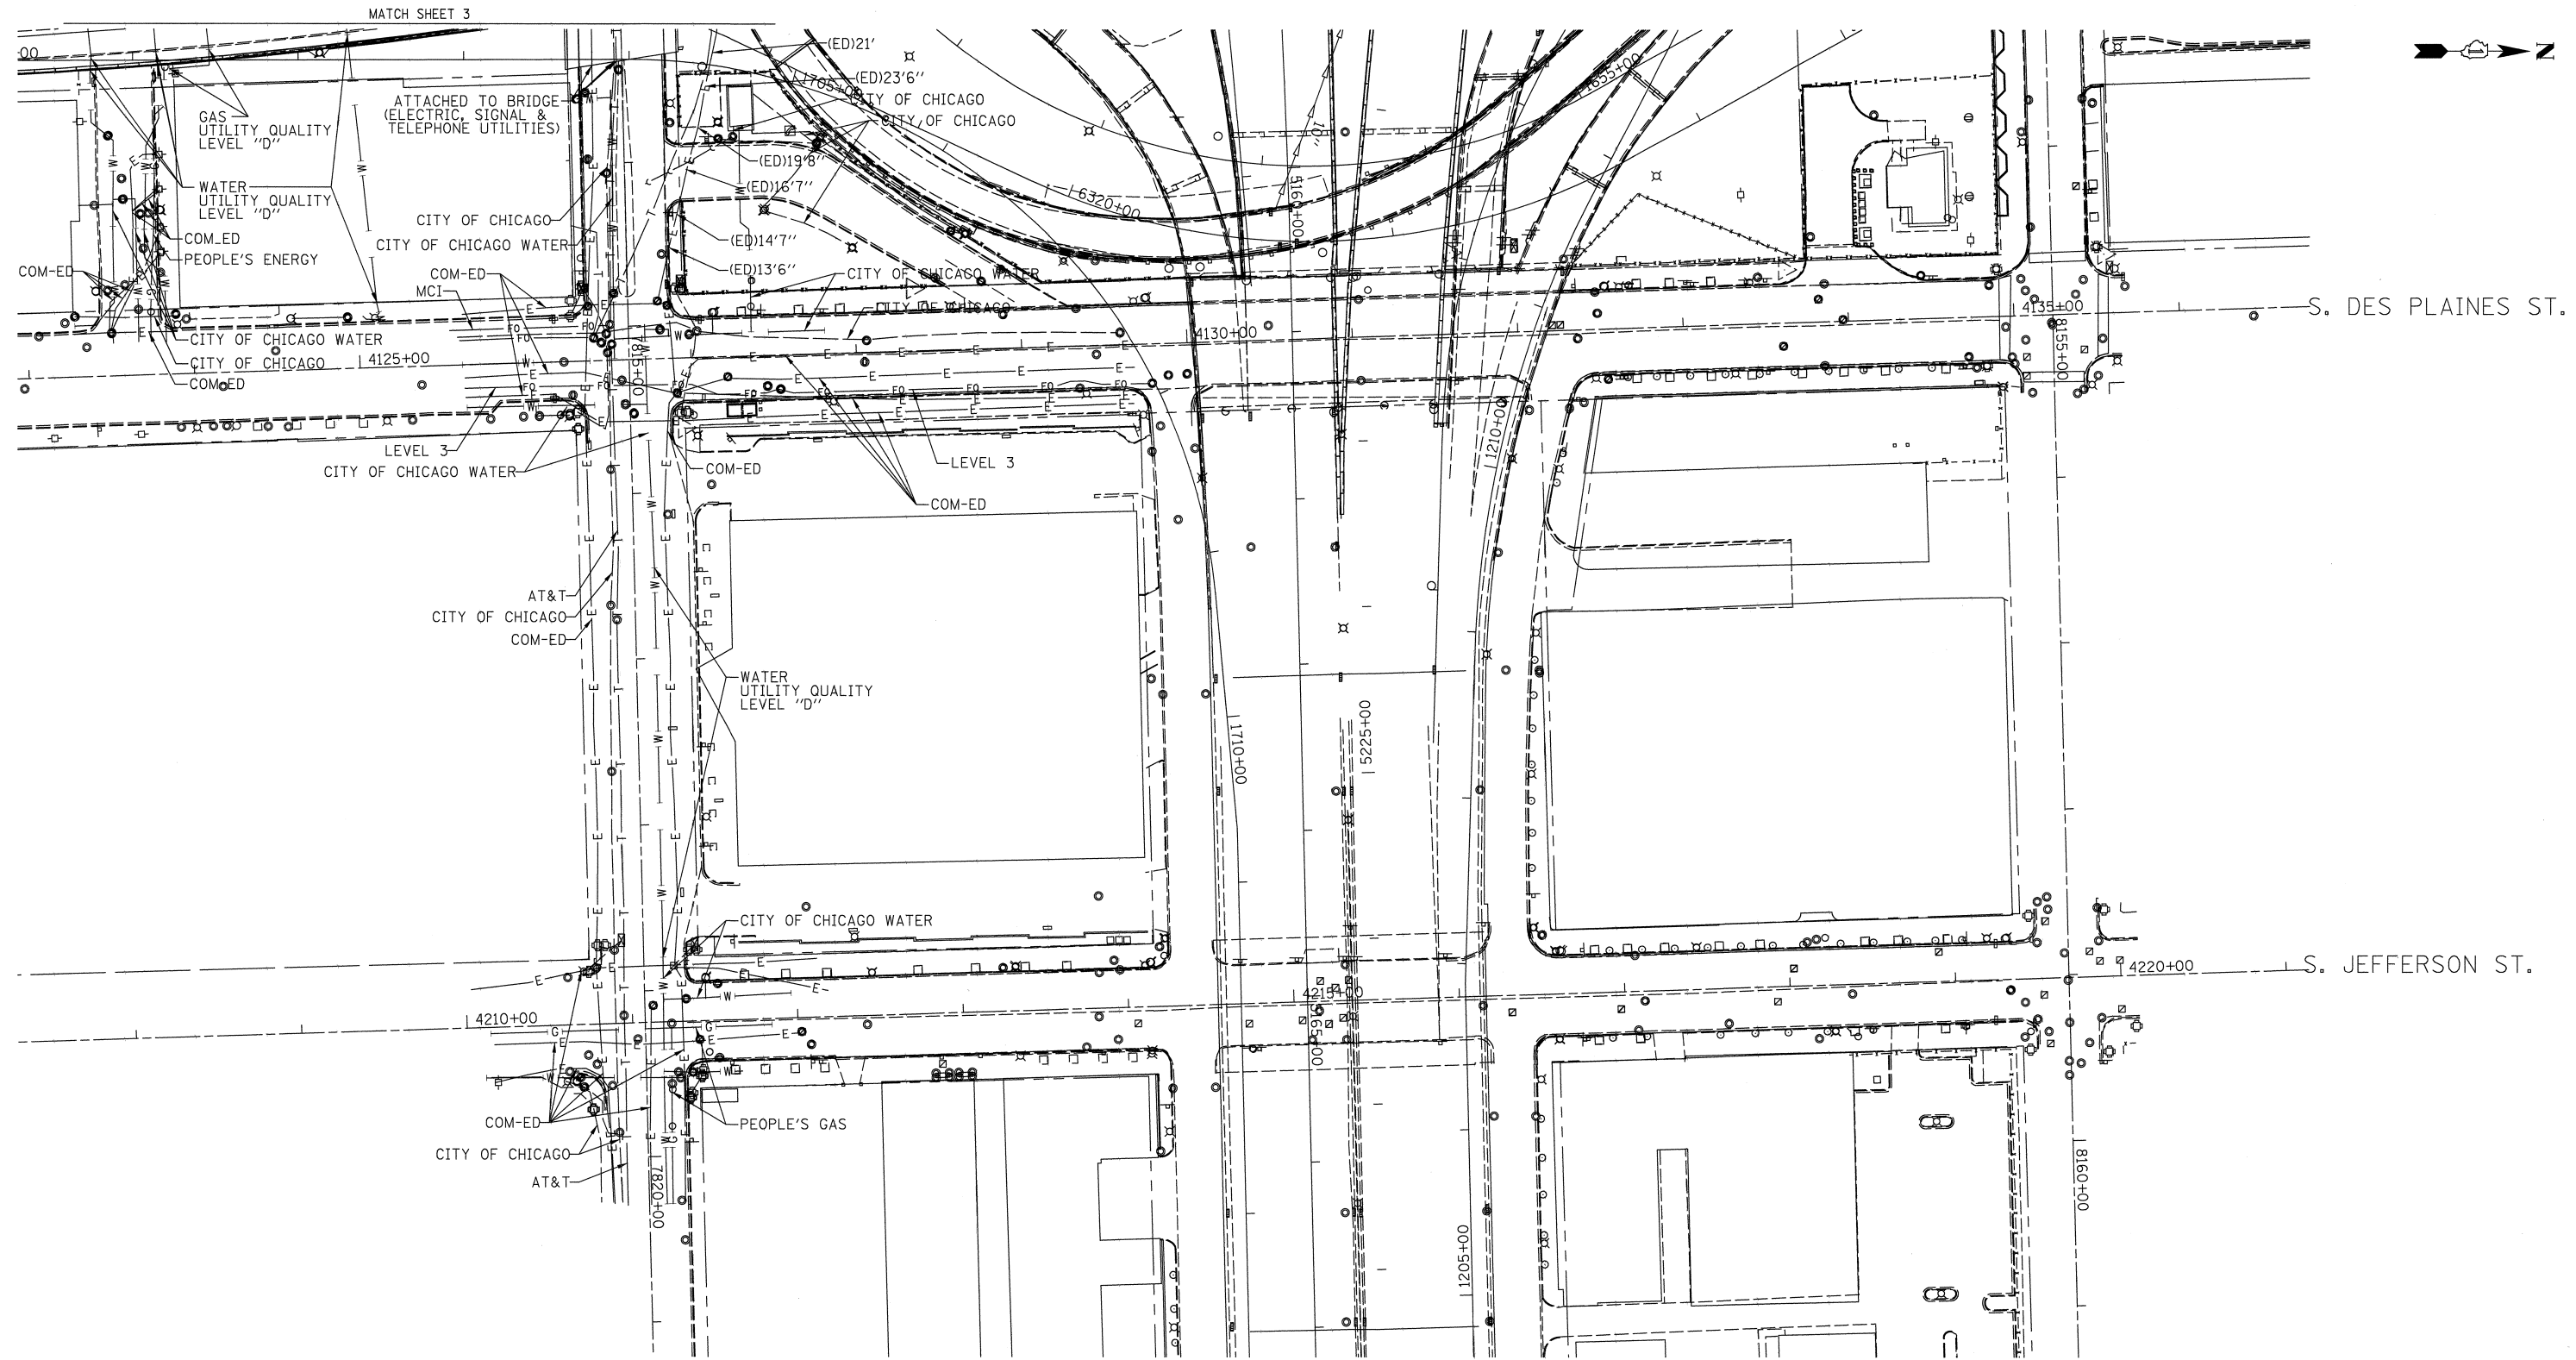 MATCH SHEET 3
(ED)21'
(ED)23'6"
CITY OF CHICAGO
CITY OF CHICAGO
1705+00
1655+00
ATTACHED TO BRIDGE
(ELECTRIC, SIGNAL &
TELEPHONE UTILITIES)
GAS
UTILITY QUALITY
LEVEL "D"
(ED)19'8"
(ED)16'7"
WATER
UTILITY QUALITY
LEVEL "D"
6320+00
5160+00
10"
N
CITY OF CHICAGO
CITY OF CHICAGO WATER
COM_ED
PEOPLE'S ENERGY
(ED)14'7"
(ED)13'6"
COM-ED
COM-ED
MCI
CITY OF CHICAGO WATER
CITY OF CHICAGO
4135+00
S. DES PLAINES ST.
4130+00
CITY OF CHICAGO WATER
4125+00
CITY OF CHICAGO
COM-ED
7815+00
8155+00
1210+00
LEVEL 3
CITY OF CHICAGO WATER
COM-ED
LEVEL 3
COM-ED
AT&T
CITY OF CHICAGO
COM-ED
WATER
UTILITY QUALITY
LEVEL "D"
1710+00
5225+00
CITY OF CHICAGO WATER
S. JEFFERSON ST.
4220+00
4215+00
4210+00
5165+00
COM-ED
PEOPLE'S GAS
CITY OF CHICAGO
AT&T
7820+00
8160+00
1205+00